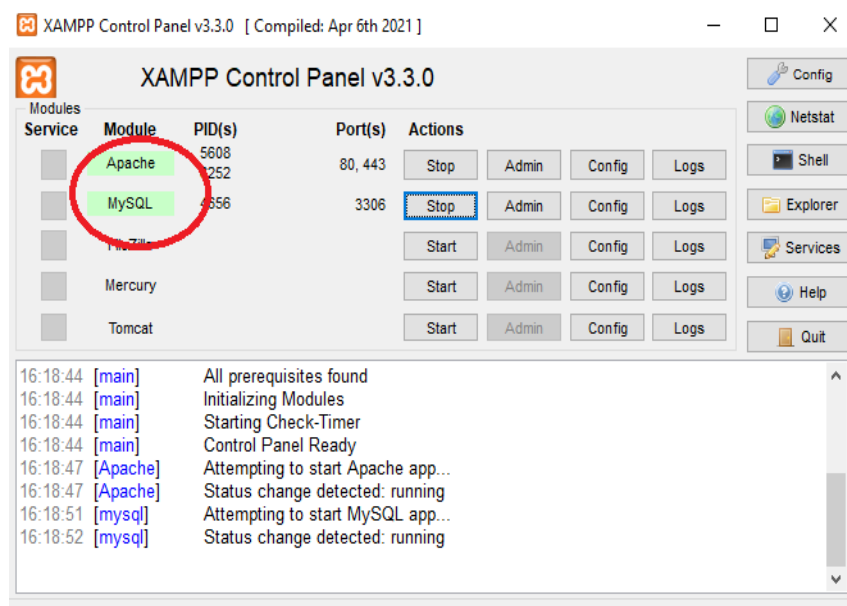 XAMPP Control Panel v3.3.0 [ Compiled: Apr 6th 2021 ]
XAMPP Control Panel v3.3.0
Config
Modules
Service Module PID(s) Port(s) Actions
Netstat
Apache 5608 80, 443 Stop Admin Config Logs
Shell
MySQL 3306 Stop Admin Config Logs
Explorer
Start Admin Config Logs
Services
Mercury Start Admin Config Logs
Help
Tomcat Start Admin Config Logs
Quit
16:18:44 [main] All prerequisites found
16:18:44 [main] Initializing Modules
16:18:44 [main] Starting Check-Timer
16:18:44 [main] Control Panel Ready
16:18:47 [Apache] Attempting to start Apache app...
16:18:47 [Apache] Status change detected: running
16:18:51 [mysql] Attempting to start MySQL app...
16:18:52 [mysql] Status change detected: running